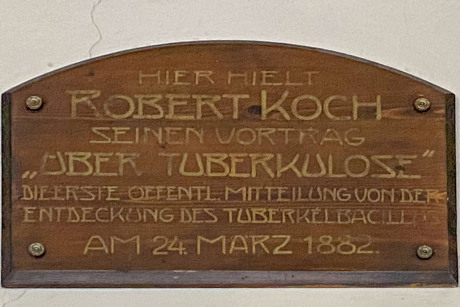 HIER HIELT
ROBERT KOCH
SEINEN VORTRAG
„ÜBER TUBERKULOSE“
DIE ERSTE OEFFENTL. MITTEILUNG VON DER
ENTDECKUNG DES TUBERKELBACILLUS
AM 24. MÄRZ 1882.